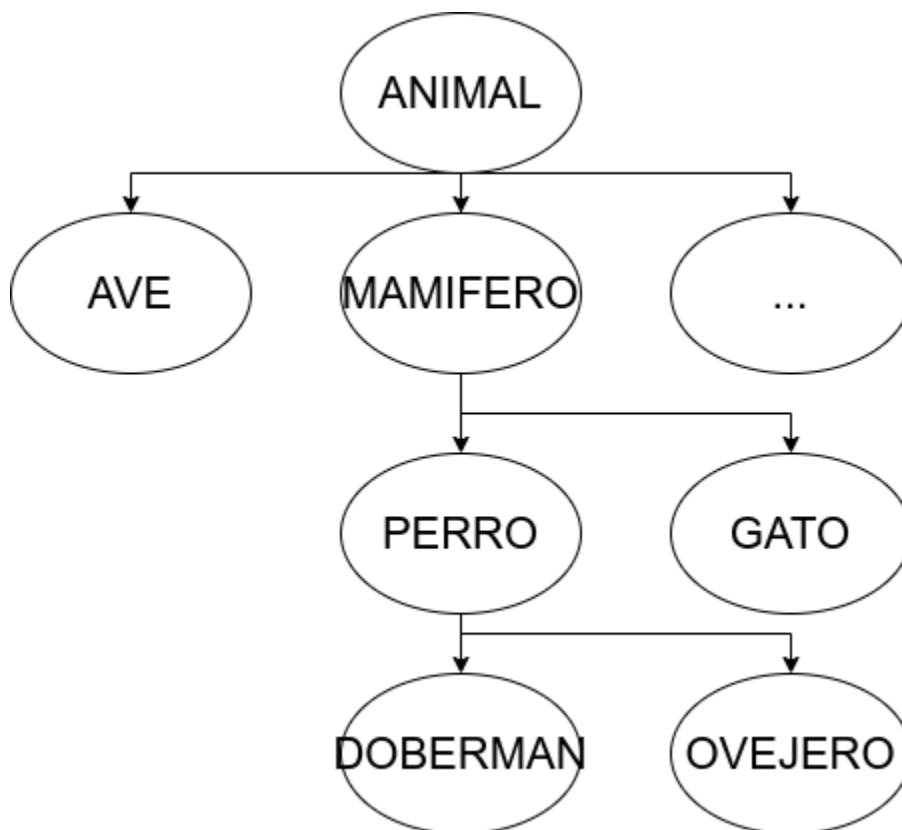 ANIMAL
AVE
MAMIFERO
...
PERRO
GATO
DOBERMAN
OVEJERO